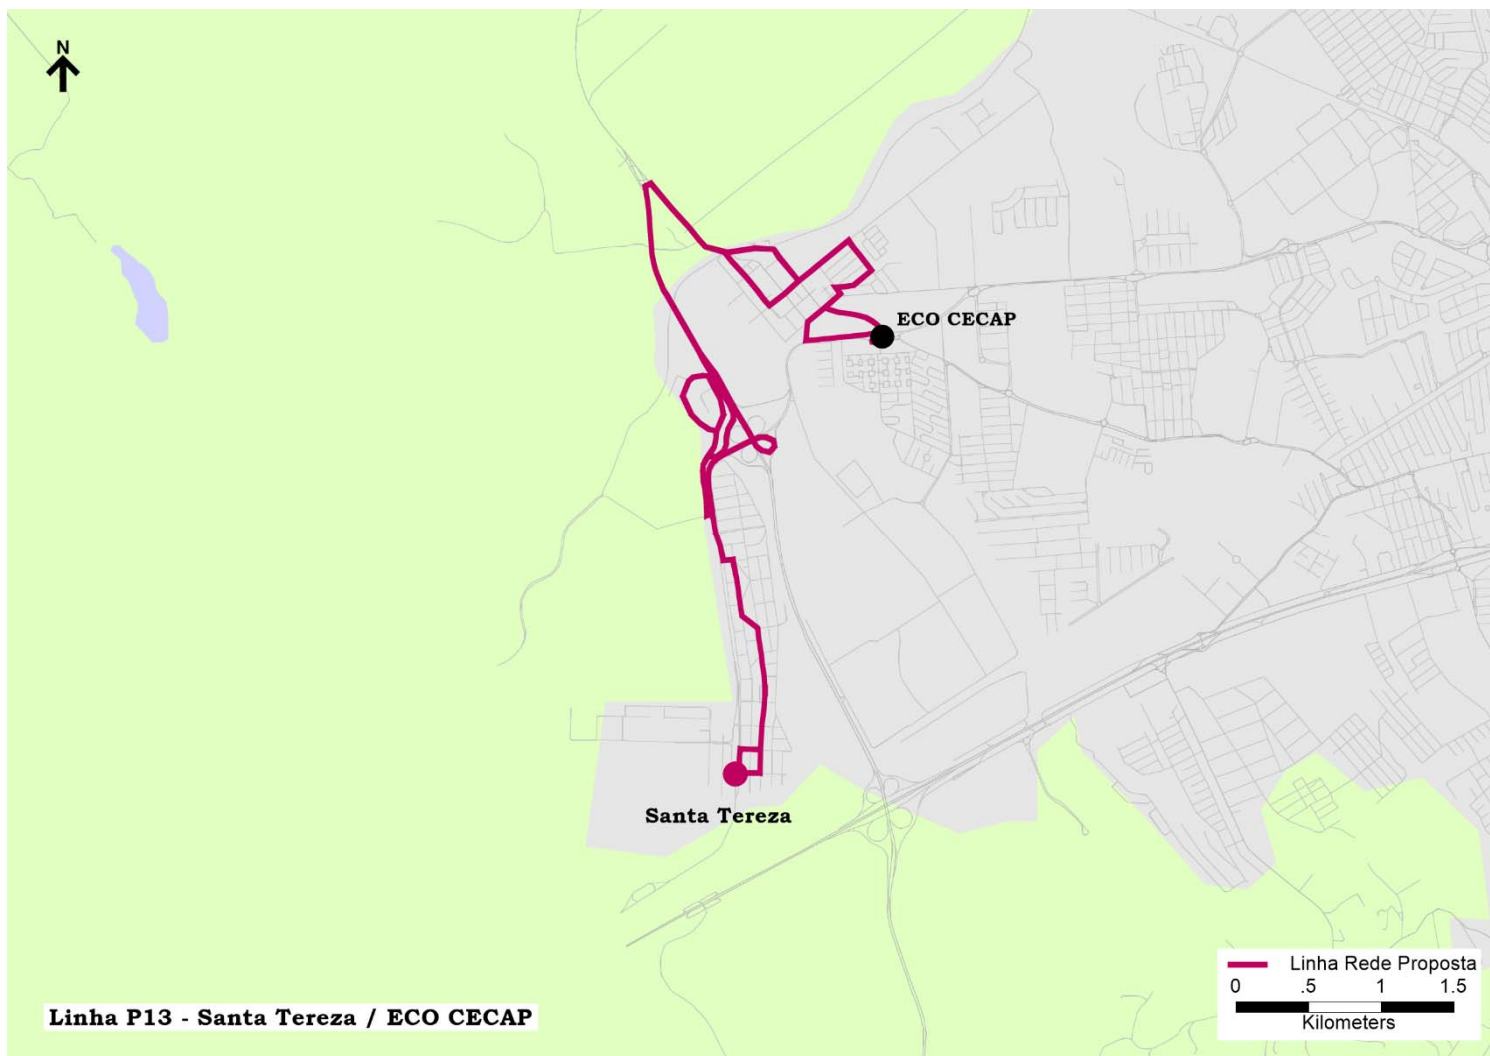 N
ECO CECAP
Santa Tereza
Linha Rede Proposta
0 .5 1 1.5
Kilometers
Linha P13 - Santa Tereza / ECO CECAP